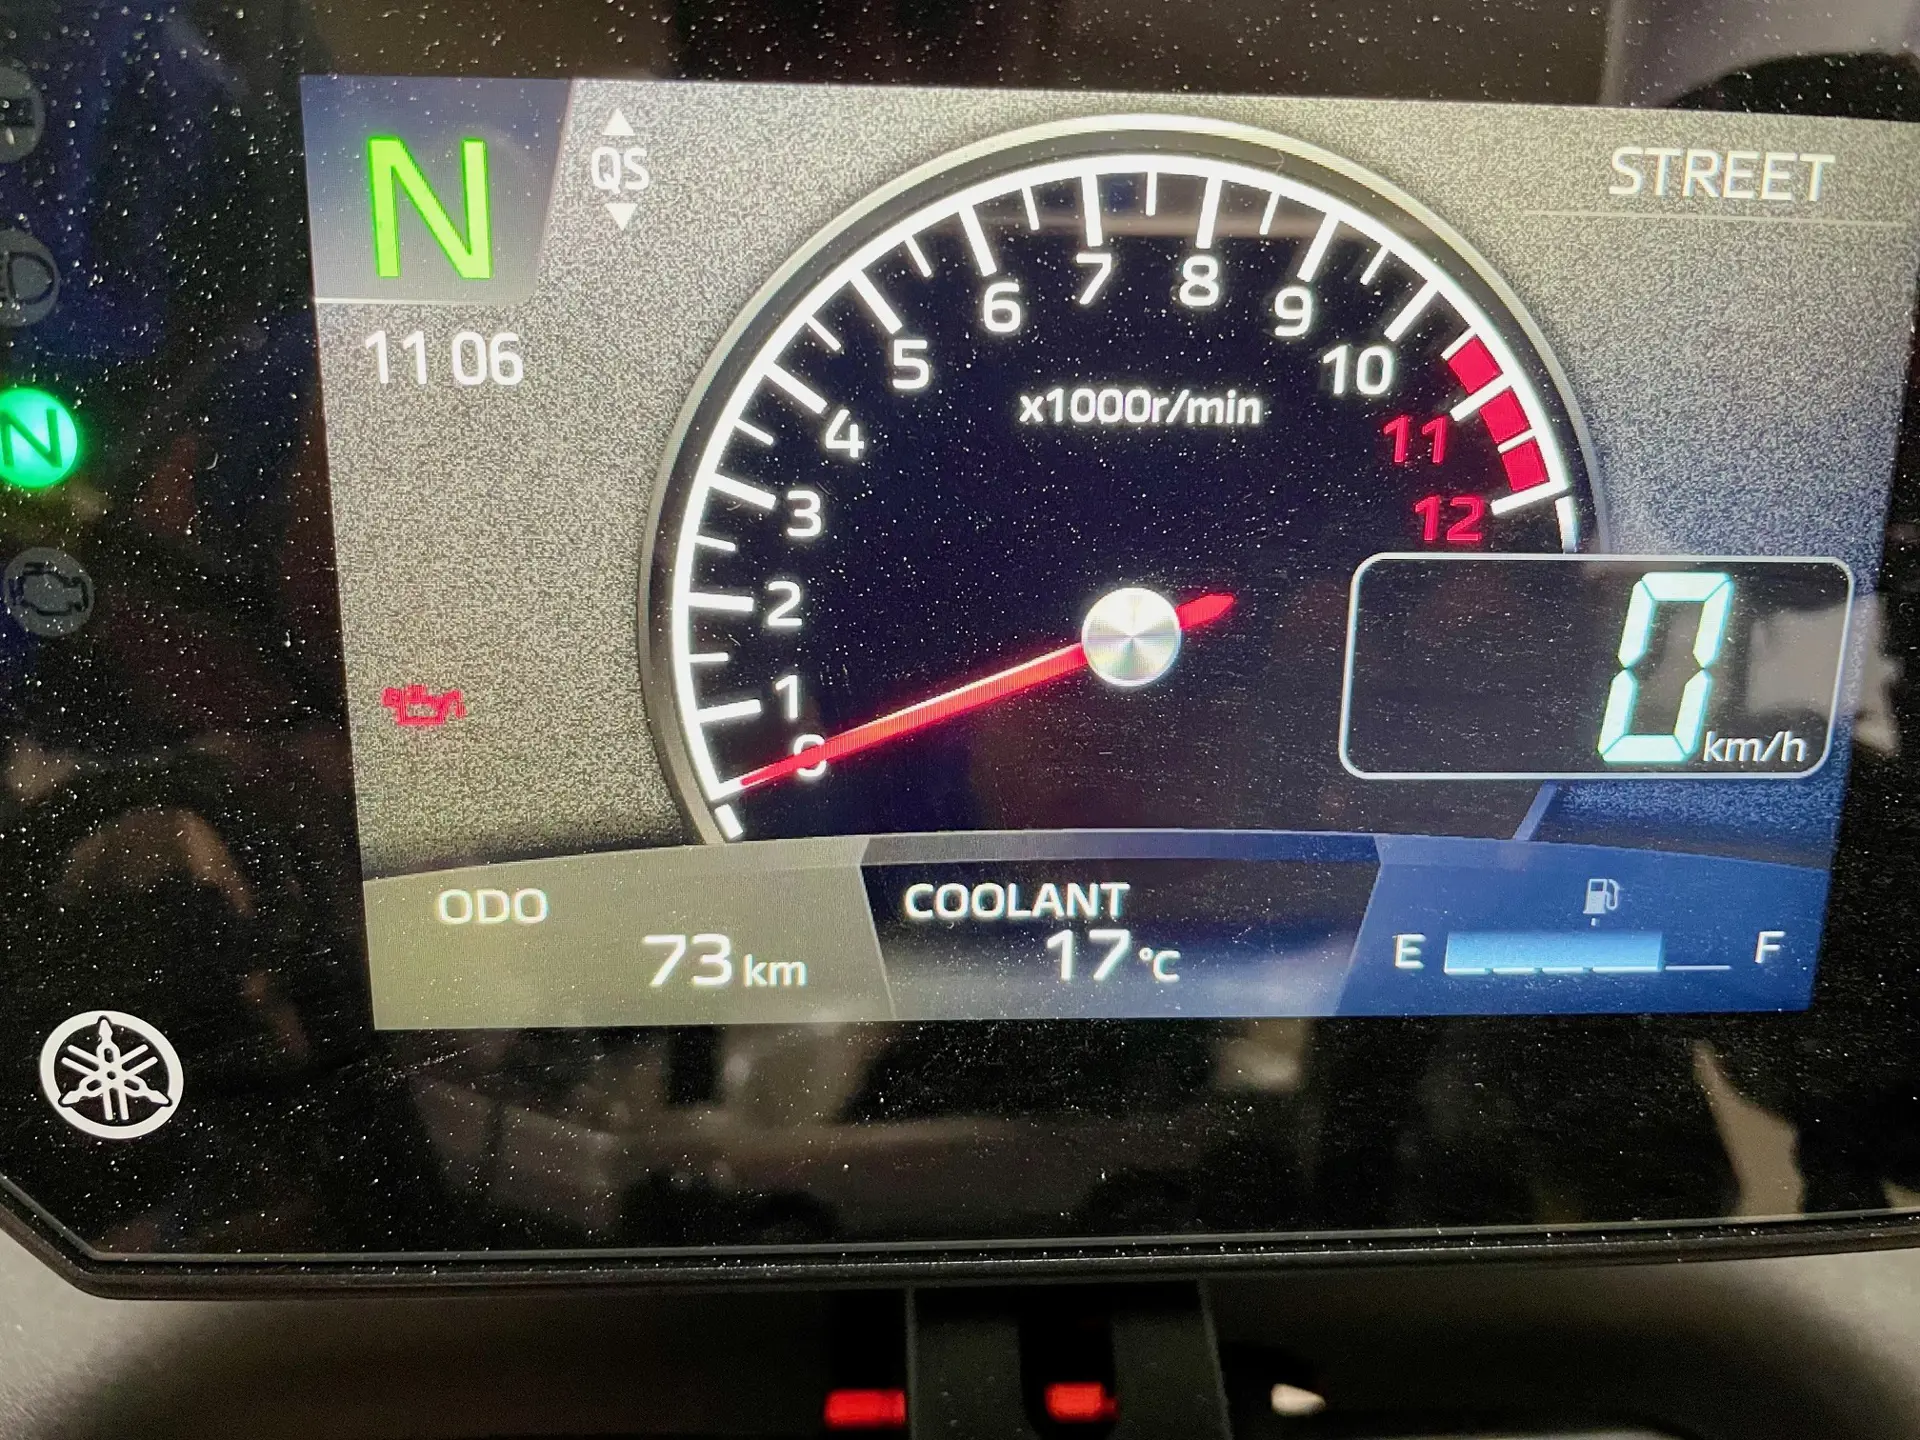 N
QS
STREET
11 06
N
0
1
2
3
4
5
6
7
8
9
10
11
12
x1000r/min
0 km/h
ODO
73 km
COOLANT
17 °C
E
F